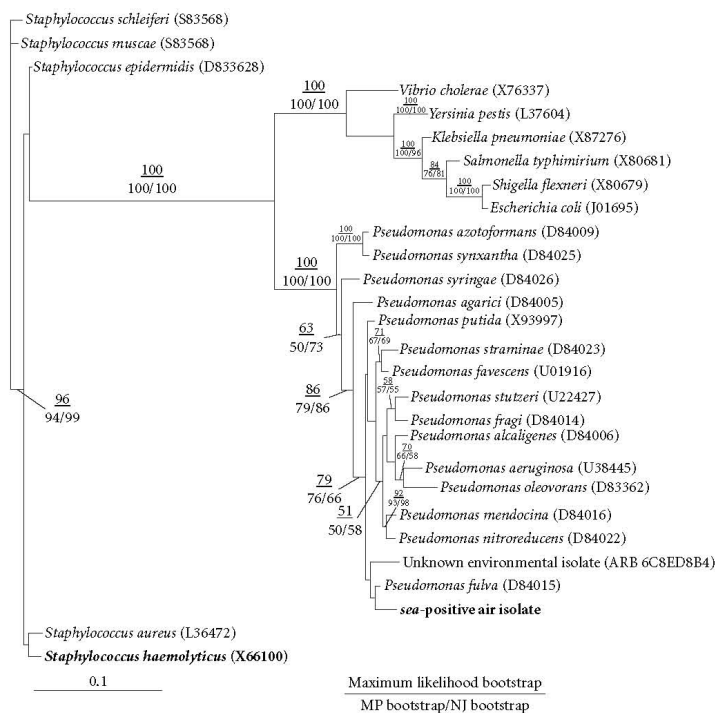 Staphylococcus schleiferi (S83568)
Staphylococcus muscae (S83568)
Staphylococcus epidermidis (D833628)
100
100/100
Vibrio cholerae (X76337)
100
100/100
Yersinia pestis (L37604)
Klebsiella pneumoniae (X87276)
100
100/96
Salmonella typhimirium (X80681)
84
76/81
100
100/100
Shigella flexneri (X80679)
Escherichia coli (J01695)
100
100/100
100
100/100
Pseudomonas azotoformans (D84009)
Pseudomonas synxantha (D84025)
100
100/100
Pseudomonas syringae (D84026)
Pseudomonas agarici (D84005)
Pseudomonas putida (X93997)
63
50/73
71
67/69
Pseudomonas straminae (D84023)
Pseudomonas favescens (U01916)
58
57/55
86
79/86
96
94/99
Pseudomonas stutzeri (U22427)
Pseudomonas fragi (D84014)
Pseudomonas alcaligenes (D84006)
70
66/58
Pseudomonas aeruginosa (U38445)
Pseudomonas oleovorans (D83362)
79
76/66
92
93/98
51
50/58
Pseudomonas mendocina (D84016)
Pseudomonas nitroreducens (D84022)
Unknown environmental isolate (ARB 6C8ED8B4)
Pseudomonas fulva (D84015)
sea-positive air isolate
Staphylococcus aureus (L36472)
Staphylococcus haemolyticus (X66100)
0.1
Maximum likelihood bootstrap
MP bootstrap/NJ bootstrap